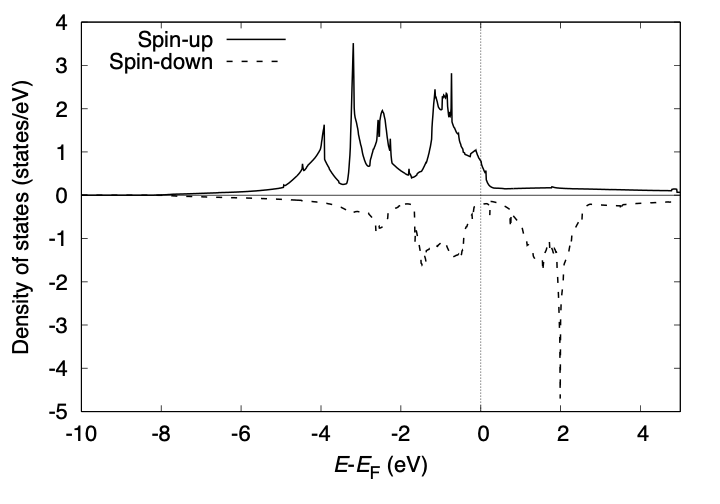 4
3
2
1
0
-1
-2
-3
-4
-5
Density of states (states/eV)
Spin-up
Spin-down
-10 -8 -6 -4 -2 0 2 4
E-EF (eV)